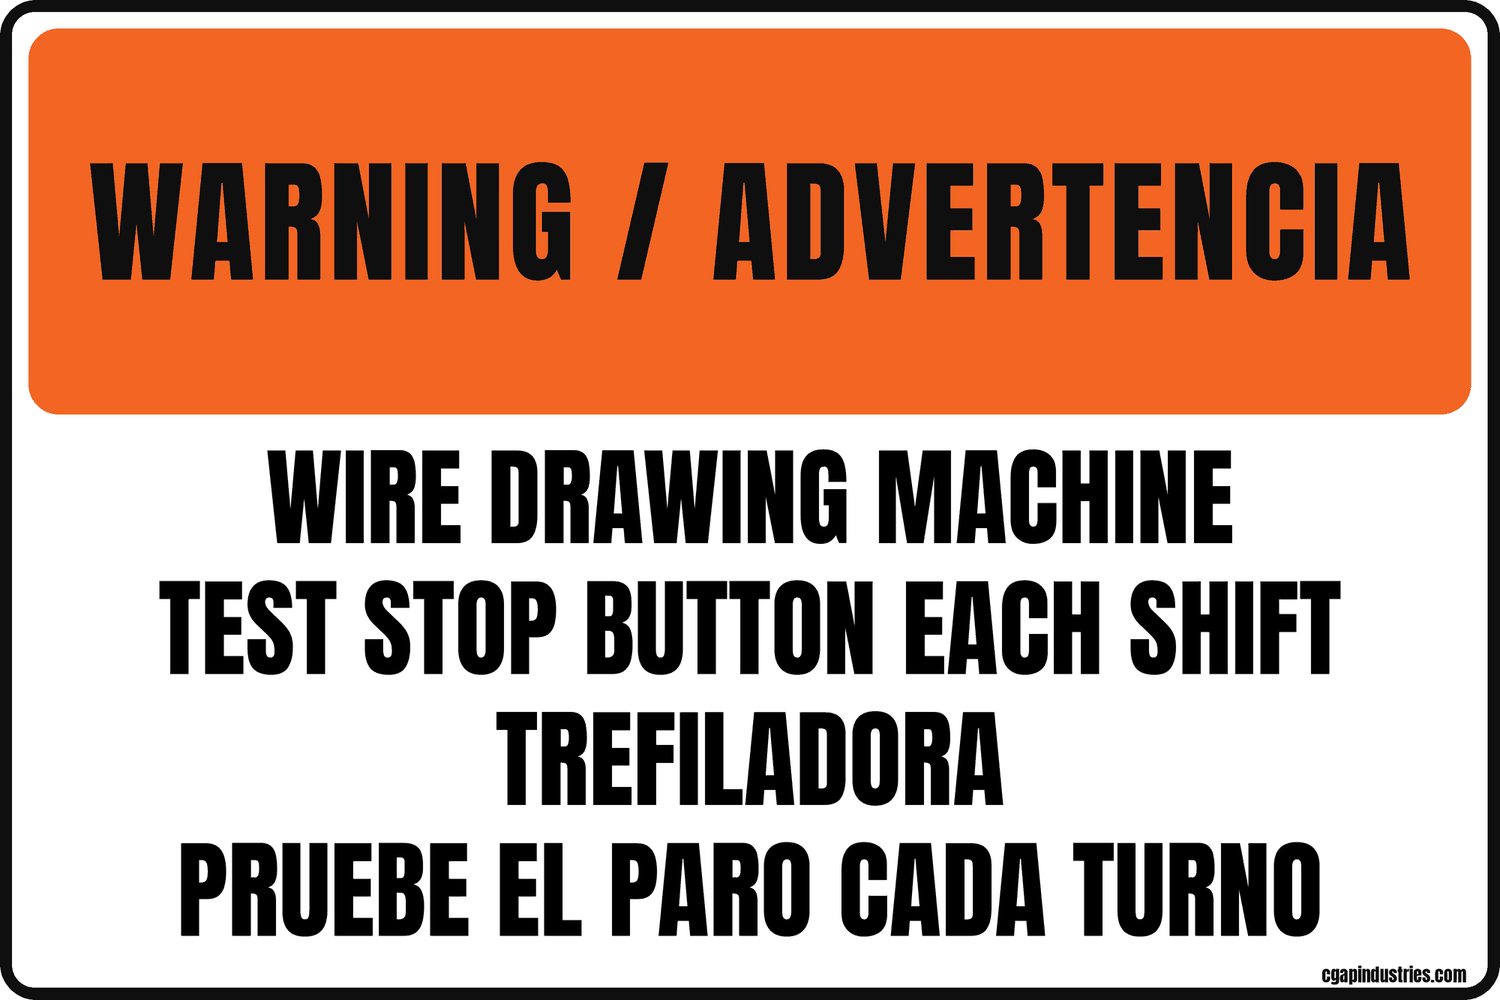 WARNING / ADVERTENCIA
WIRE DRAWING MACHINE
TEST STOP BUTTON EACH SHIFT
TREFILADORA
PRUEBE EL PARO CADA TURNO
cgapindustries.com